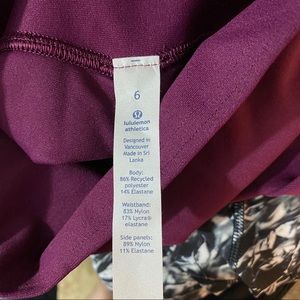 6
lululemon
athletica
Designed in
Vancouver
Made in Sri
Lanka
Body:
86% Recycled
polyester
14% Elastane
Waistband:
83% Nylon
17% Lycra®
elastane
Side panels:
89% Nylon
11% Elastane